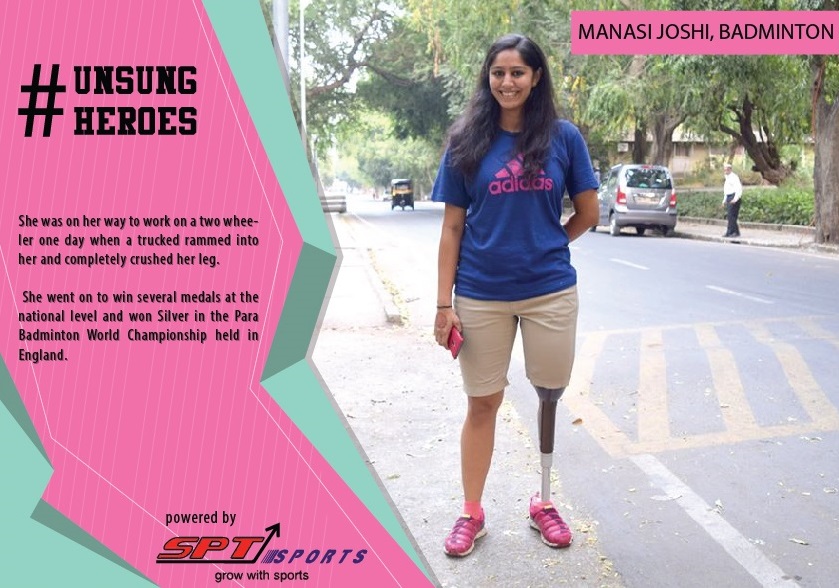 MANASI JOSHI, BADMINTON
# UNSUNG
HEROES
She was on her way to work on a two whee-
ler one day when a trucked rammed into
her and completely crushed her leg.
She went on to win several medals at the
national level and won Silver in the Para
Badminton World Championship held in
England.
adidas
powered by
SPT SPORTS
grow with sports